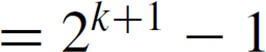 = 2^{k+1} − 1